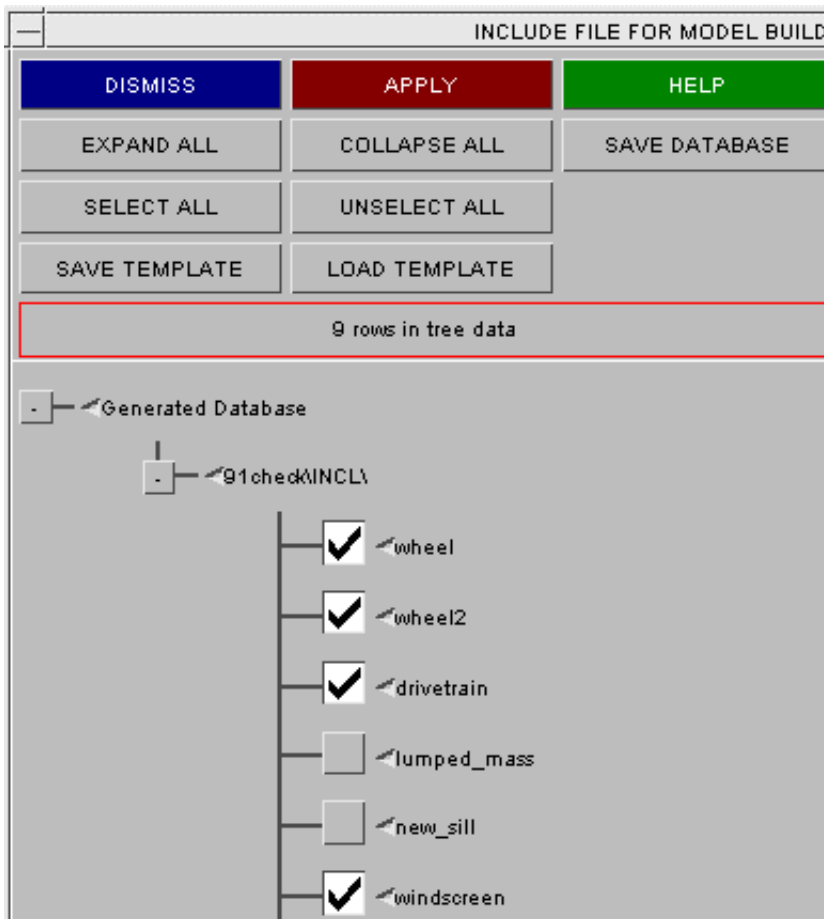 INCLUDE FILE FOR MODEL BUILD
DISMISS APPLY HELP
EXPAND ALL COLLAPSE ALL SAVE DATABASE
SELECT ALL UNSELECT ALL
SAVE TEMPLATE LOAD TEMPLATE
9 rows in tree data
- Generated Database
- 91check\INCL\
wheel
wheel2
drivetrain
lumped_mass
new_sill
windscreen